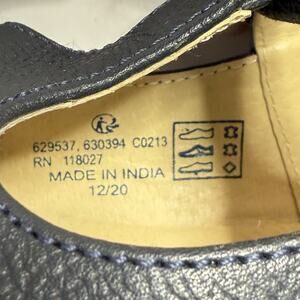 629537, 630394 C0213
RN 118027
MADE IN INDIA
12/20